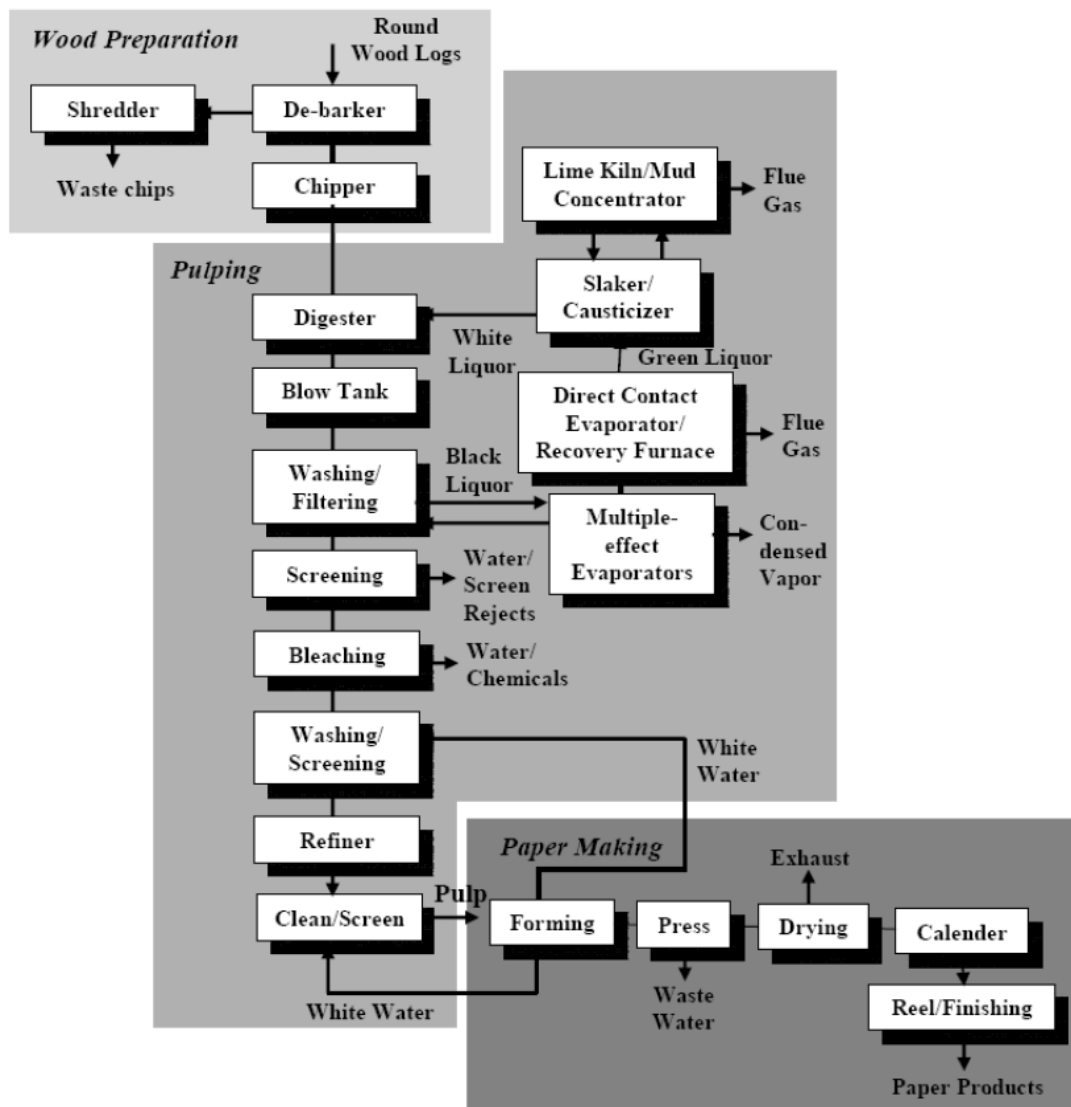 Wood Preparation
Round
Wood Logs
Shredder
De-barker
Waste chips
Chipper
Lime Kiln/Mud
Concentrator
Flue
Gas
Pulping
Slaker/
Causticizer
Digester
White
Liquor
Green Liquor
Blow Tank
Direct Contact
Evaporator/
Recovery Furnace
Flue
Gas
Washing/
Filtering
Black
Liquor
Multiple-
effect
Evaporators
Con-
densed
Vapor
Screening
Water/
Screen
Rejects
Bleaching
Water/
Chemicals
Washing/
Screening
White
Water
Refiner
Paper Making
Exhaust
Clean/Screen
Pulp
Forming
Press
Drying
Calender
White Water
Waste
Water
Reel/Finishing
Paper Products